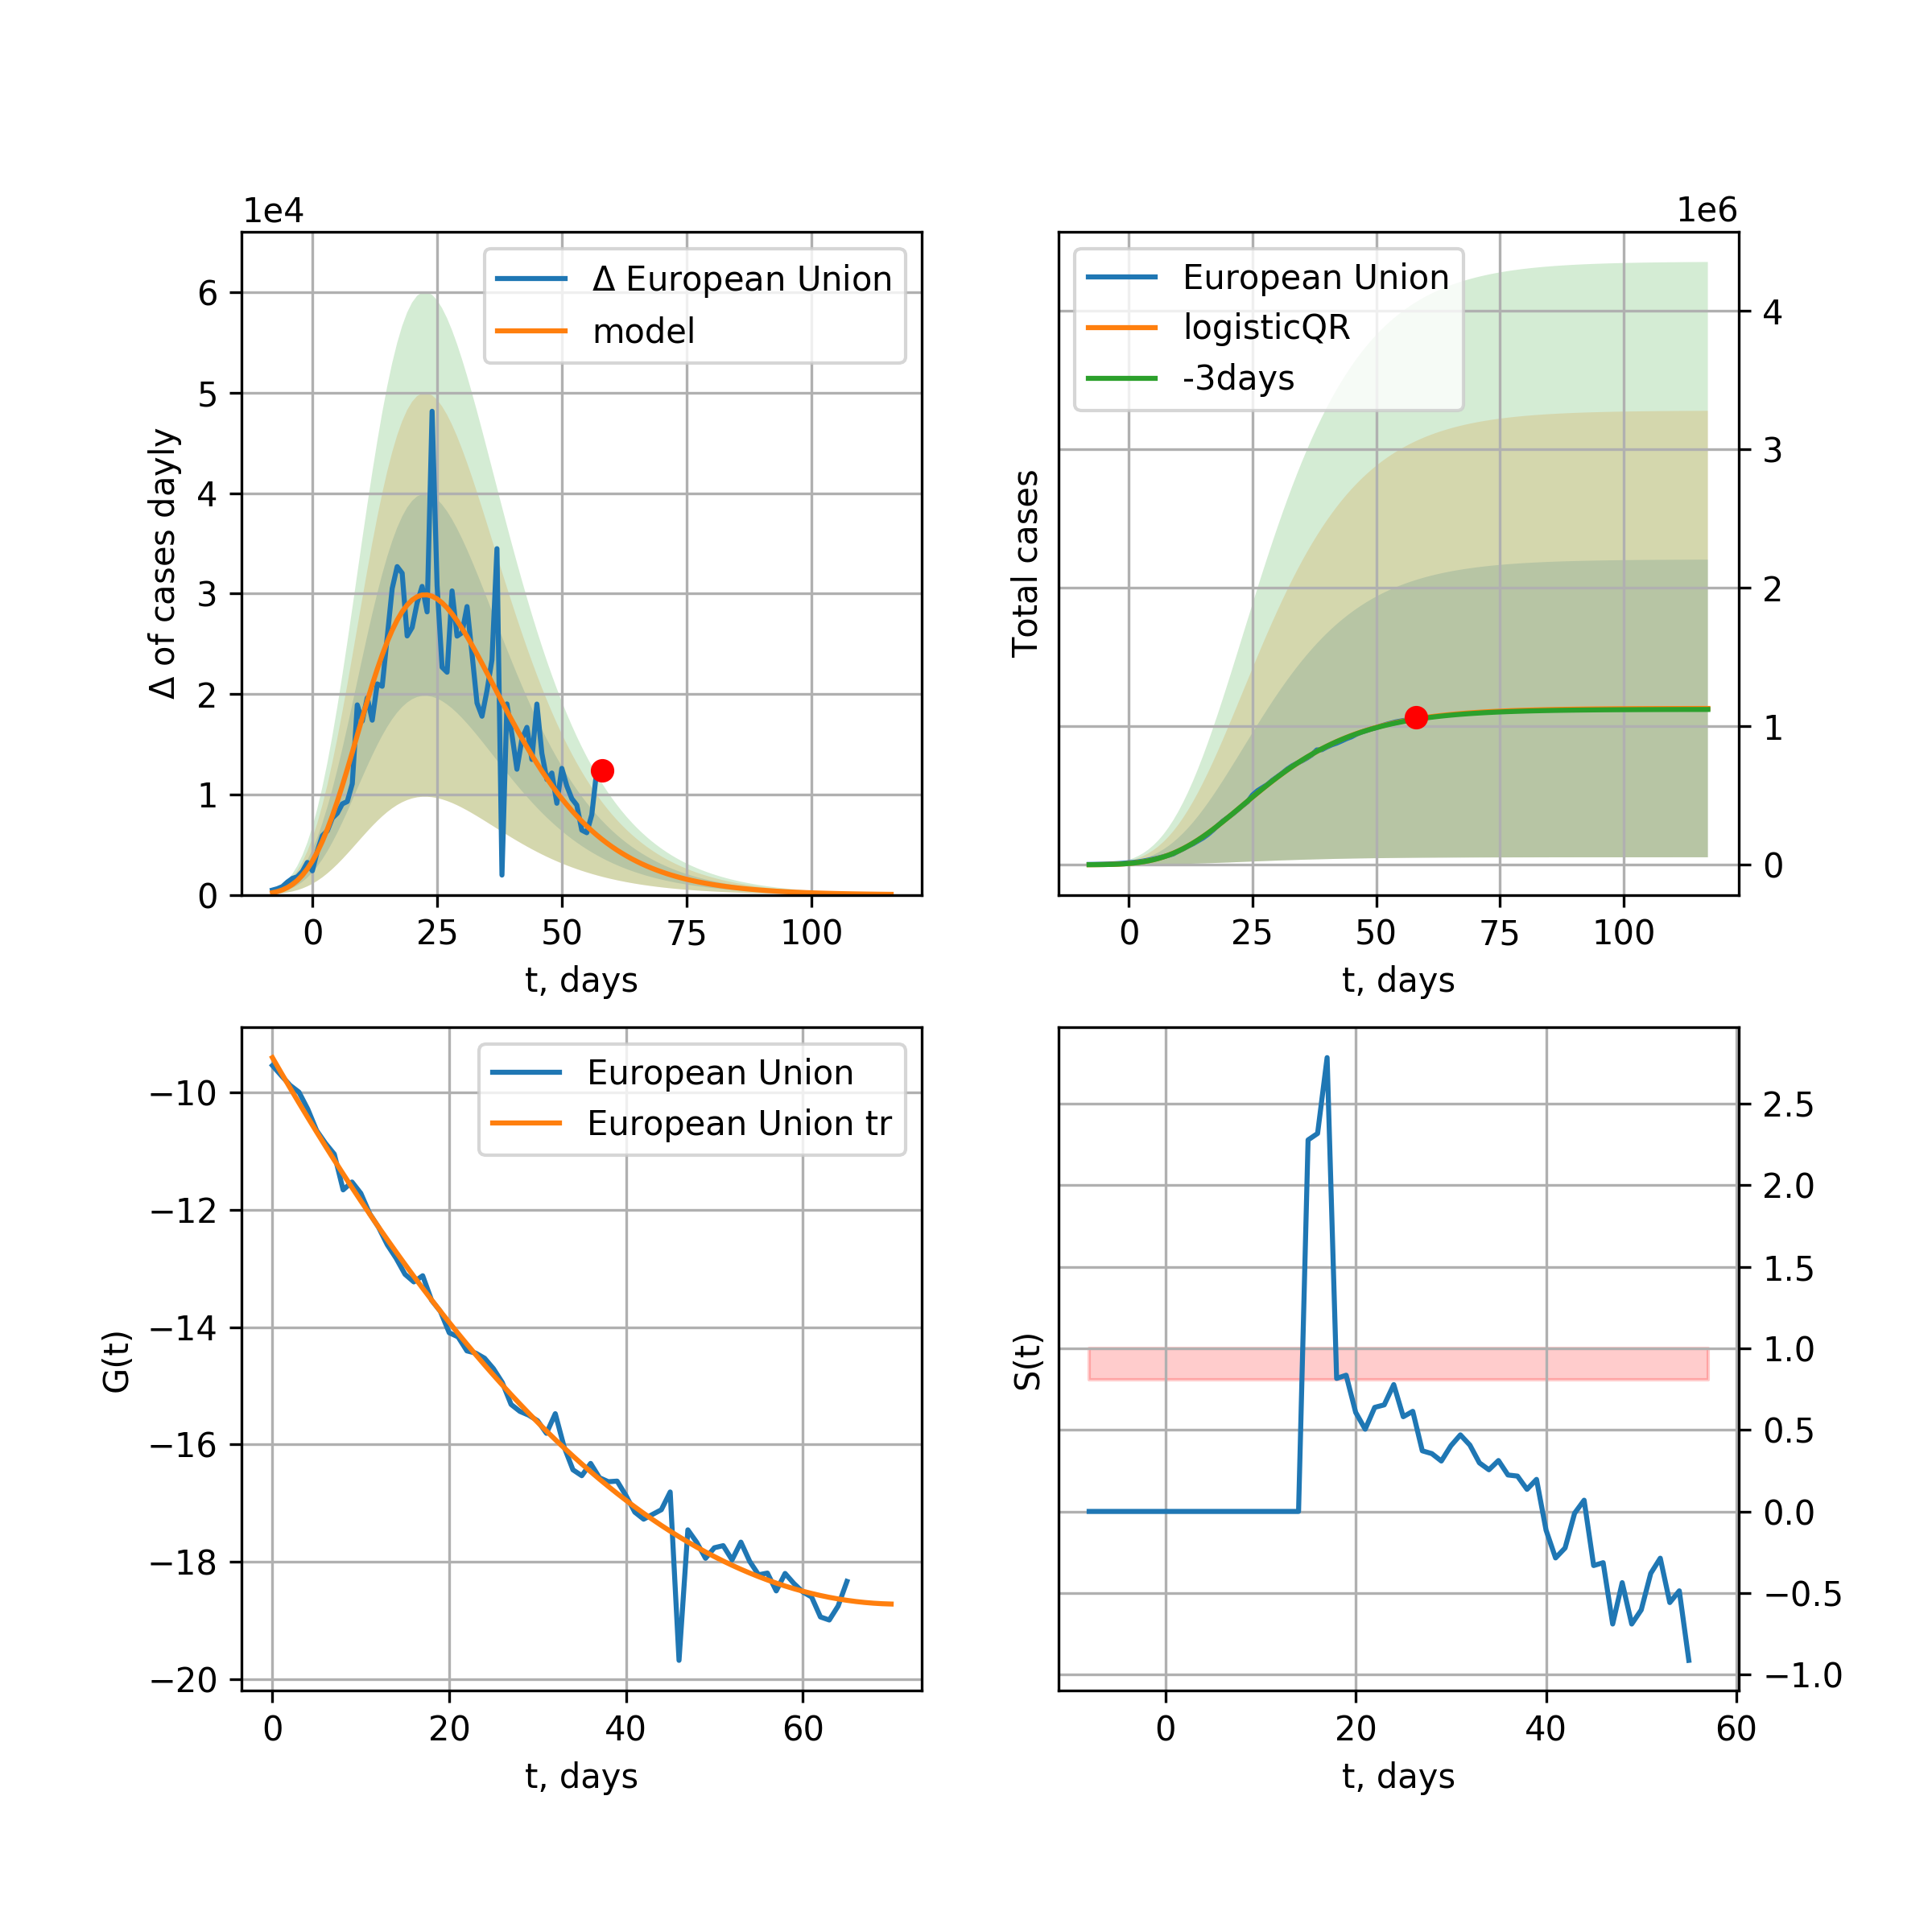 1e4
Δ of cases dayly
6
5
4
3
2
1
0
Δ European Union
model
0 25 50 75 100
t, days
1e6
Total cases
European Union
logisticQR
-3days
4
3
2
1
0
0 25 50 75 100
t, days
G(t)
−10
−12
−14
−16
−18
−20
European Union
European Union tr
0 20 40 60
t, days
S(t)
2.5
2.0
1.5
1.0
0.5
0.0
−0.5
−1.0
0 20 40 60
t, days